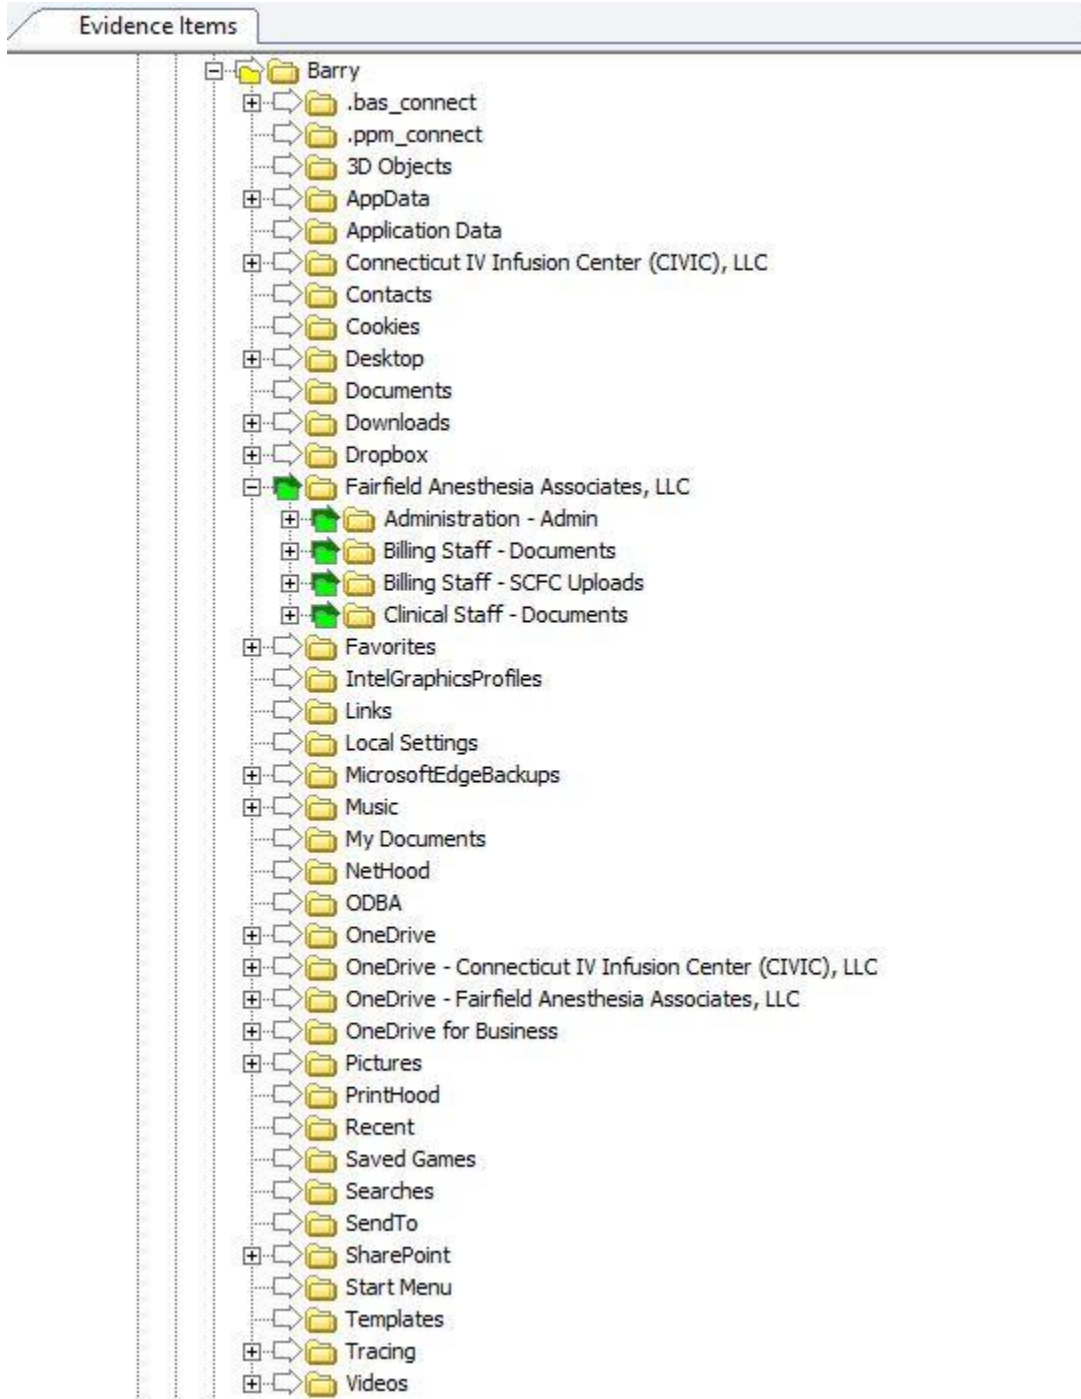 Evidence Items
Barry
.bas_connect
.ppm_connect
3D Objects
AppData
Application Data
Connecticut IV Infusion Center (CIVIC), LLC
Contacts
Cookies
Desktop
Documents
Downloads
Dropbox
Fairfield Anesthesia Associates, LLC
Administration - Admin
Billing Staff - Documents
Billing Staff - SCFC Uploads
Clinical Staff - Documents
Favorites
IntelGraphicsProfiles
Links
Local Settings
MicrosoftEdgeBackups
Music
My Documents
NetHood
ODBA
OneDrive
OneDrive - Connecticut IV Infusion Center (CIVIC), LLC
OneDrive - Fairfield Anesthesia Associates, LLC
OneDrive for Business
Pictures
PrintHood
Recent
Saved Games
Searches
SendTo
SharePoint
Start Menu
Templates
Tracing
Videos